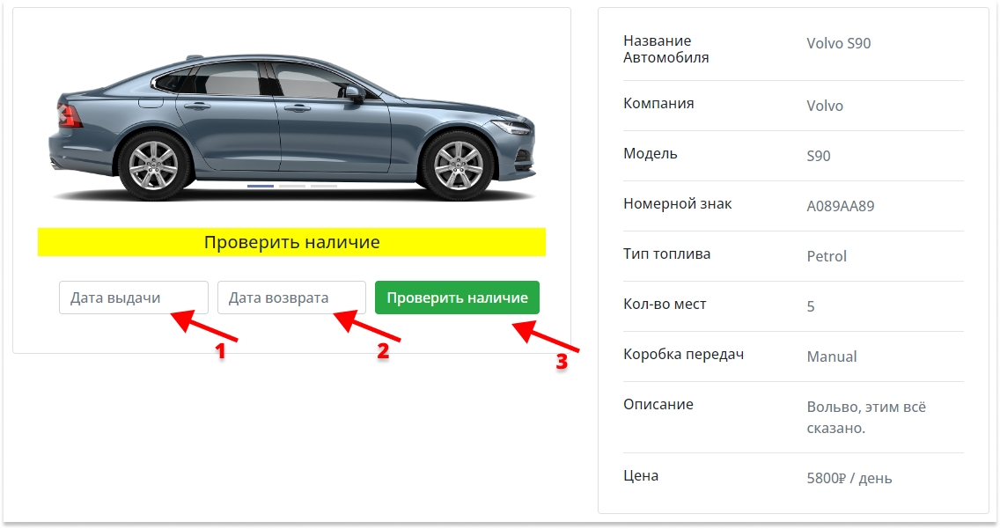 Проверить наличие
Дата выдачи
Дата возврата
Проверить наличие
1
2
3
Название
Автомобиля
Volvo S90
Компания
Volvo
Модель
S90
Номерной знак
A089AA89
Тип топлива
Petrol
Кол-во мест
5
Коробка передач
Manual
Описание
Вольво, этим всё
сказано.
Цена
5800₽ / день